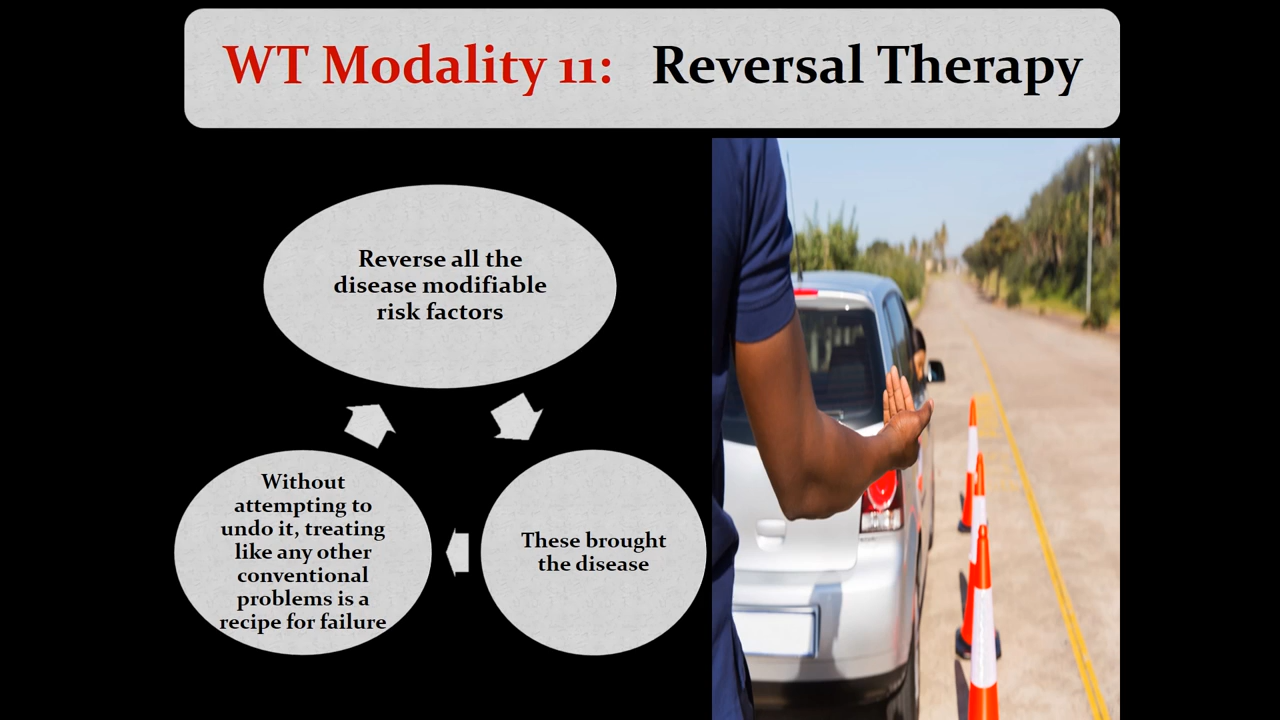 WT Modality 11: Reversal Therapy
Reverse all the
disease modifiable
risk factors
These brought
the disease
Without
attempting to
undo it, treating
like any other
conventional
problems is a
recipe for failure